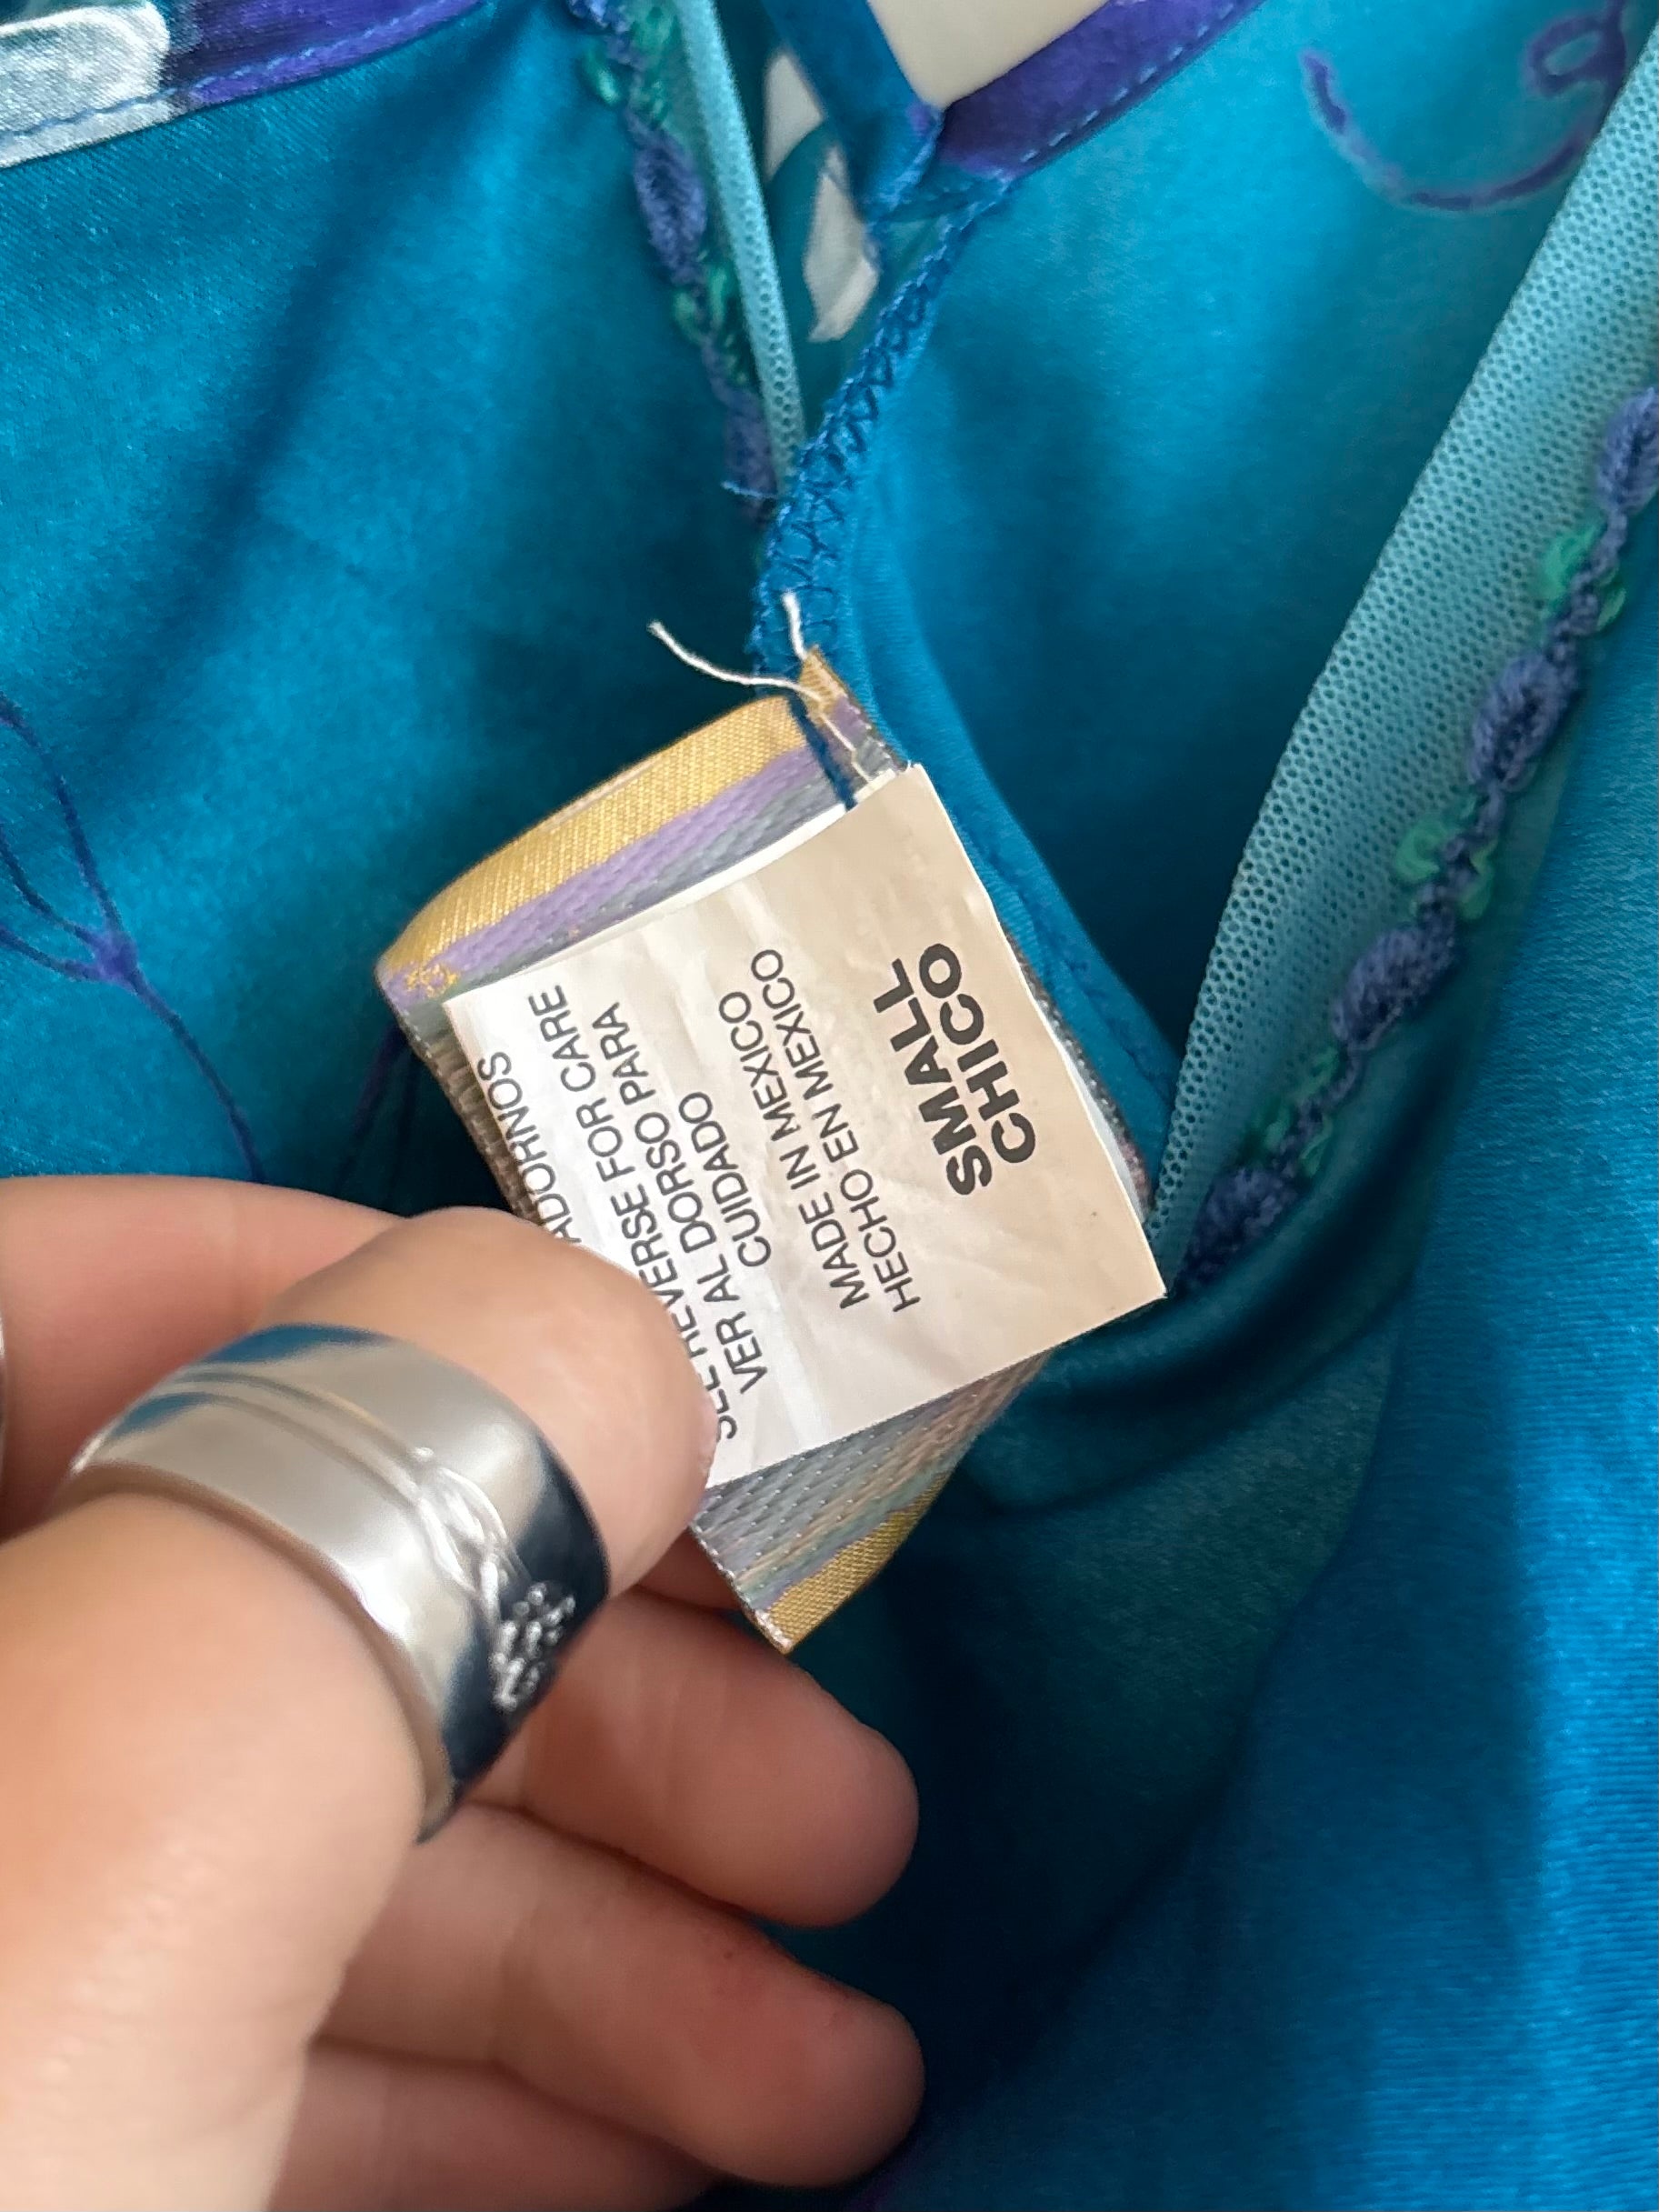 ADORNOS
SEE REVERSE FOR CARE
VER AL DORSO PARA
CUIDADO
MADE IN MEXICO
HECHO EN MEXICO
SMALL
CHICO